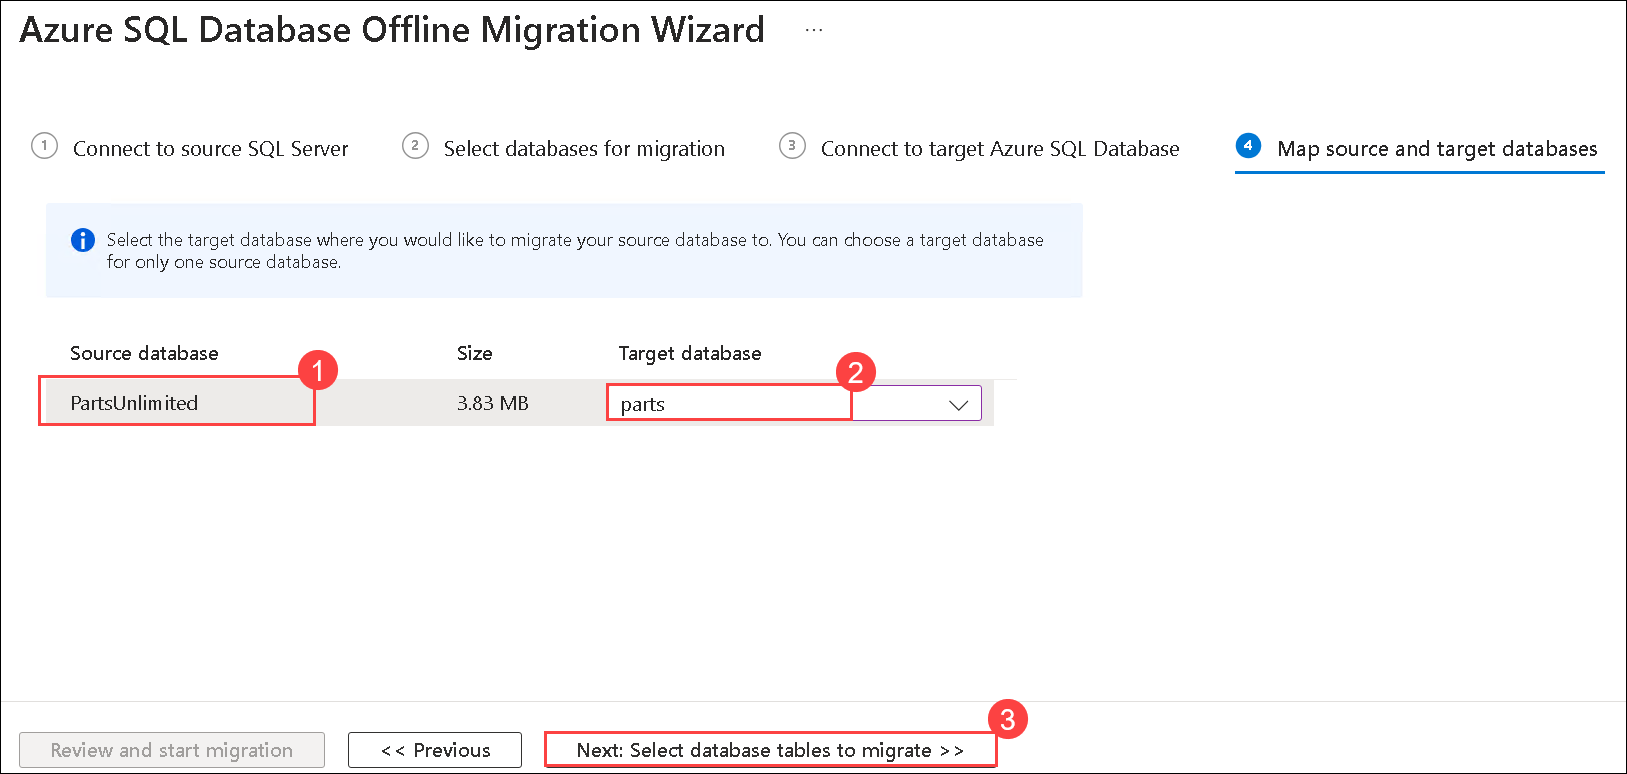 Azure SQL Database Offline Migration Wizard ...
1 Connect to source SQL Server 2 Select databases for migration 3 Connect to target Azure SQL Database 4 Map source and target databases
Select the target database where you would like to migrate your source database to. You can choose a target database
for only one source database.
Source database Size Target database
1 2
PartsUnlimited 3.83 MB parts
3
Review and start migration << Previous Next: Select database tables to migrate >>